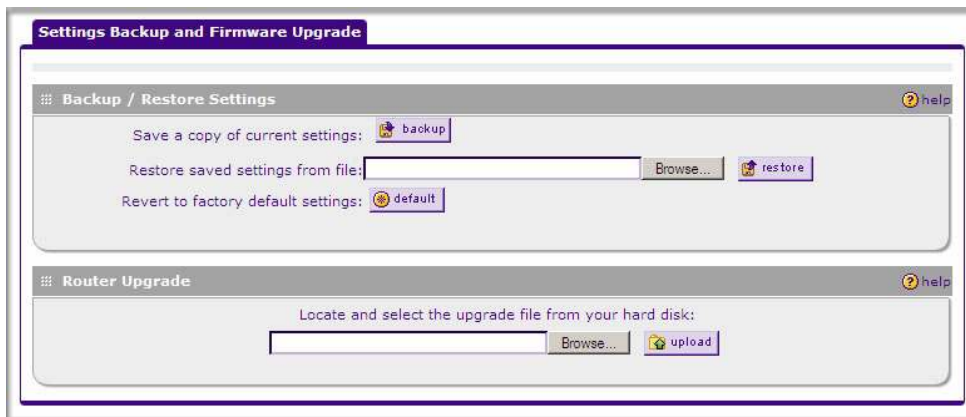 Settings Backup and Firmware Upgrade
Backup / Restore Settings help
Save a copy of current settings: backup
Restore saved settings from file: Browse... restore
Revert to factory default settings: default
Router Upgrade help
Locate and select the upgrade file from your hard disk:
Browse... upload